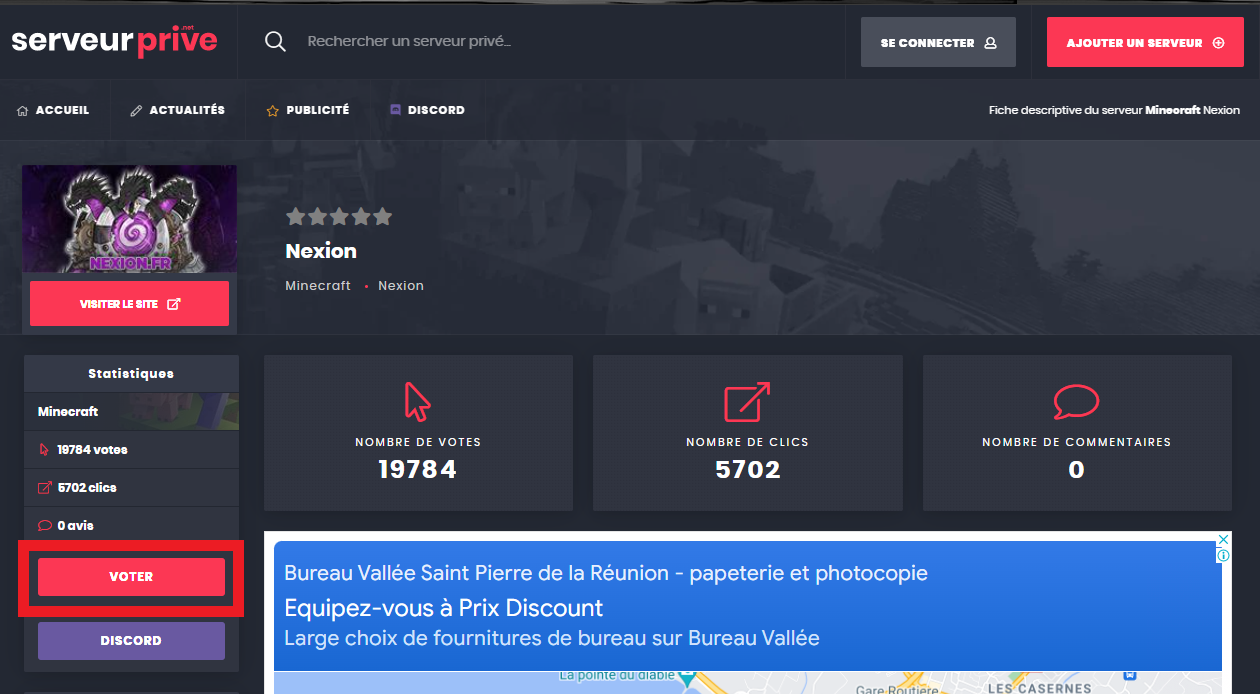 serveurprive
.net
Rechercher un serveur privé...
SE CONNECTER
AJOUTER UN SERVEUR
ACCUEIL
ACTUALITÉS
PUBLICITÉ
DISCORD
Fiche descriptive du serveur Minecraft Nexion
NEXION.FR
VISITER LE SITE
Nexion
Minecraft • Nexion
Statistiques
Minecraft
19784 votes
5702 clics
0 avis
VOTER
DISCORD
NOMBRE DE VOTES
19784
NOMBRE DE CLICS
5702
NOMBRE DE COMMENTAIRES
0
Bureau Vallée Saint Pierre de la Réunion - papeterie et photocopie
Equipez-vous à Prix Discount
Large choix de fournitures de bureau sur Bureau Vallée
La pointe du diable
Gare Routière
LES CASERNES